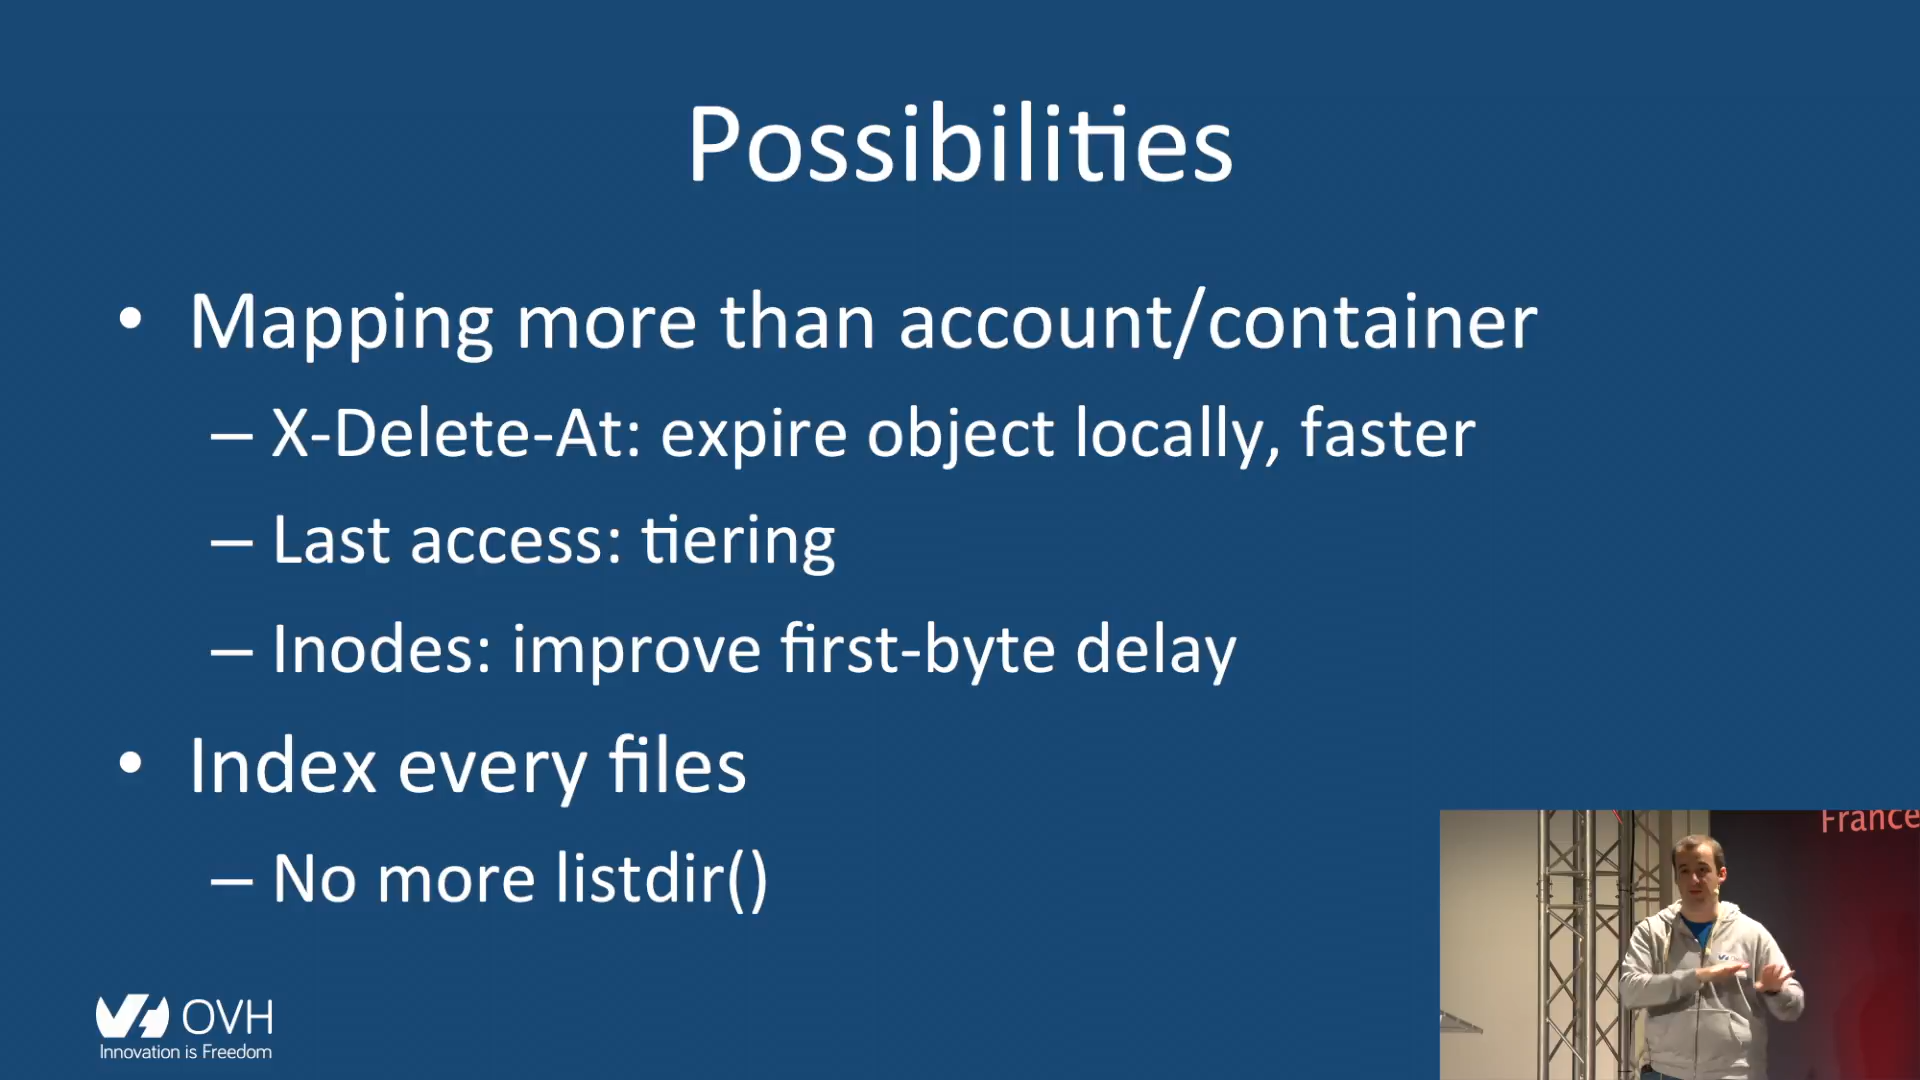 Possibilities
• Mapping more than account/container
– X-Delete-At: expire object locally, faster
– Last access: tiering
– Inodes: improve first-byte delay
• Index every files
– No more listdir()
OVH
Innovation is Freedom
France